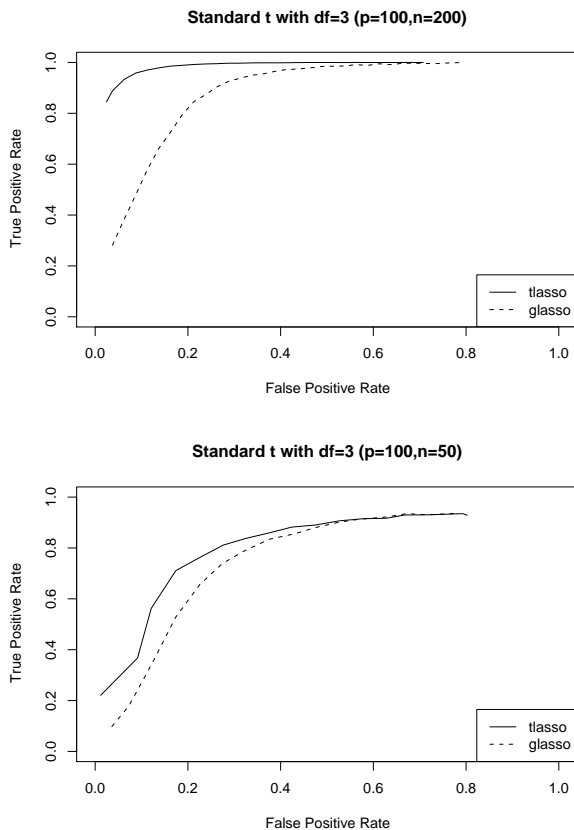 Standard t with df=3 (p=100,n=200)
True Positive Rate
1.0
0.8
0.6
0.4
0.2
0.0
tlasso
glasso
0.0 0.2 0.4 0.6 0.8 1.0
False Positive Rate
Standard t with df=3 (p=100,n=50)
True Positive Rate
1.0
0.8
0.6
0.4
0.2
0.0
tlasso
glasso
0.0 0.2 0.4 0.6 0.8 1.0
False Positive Rate